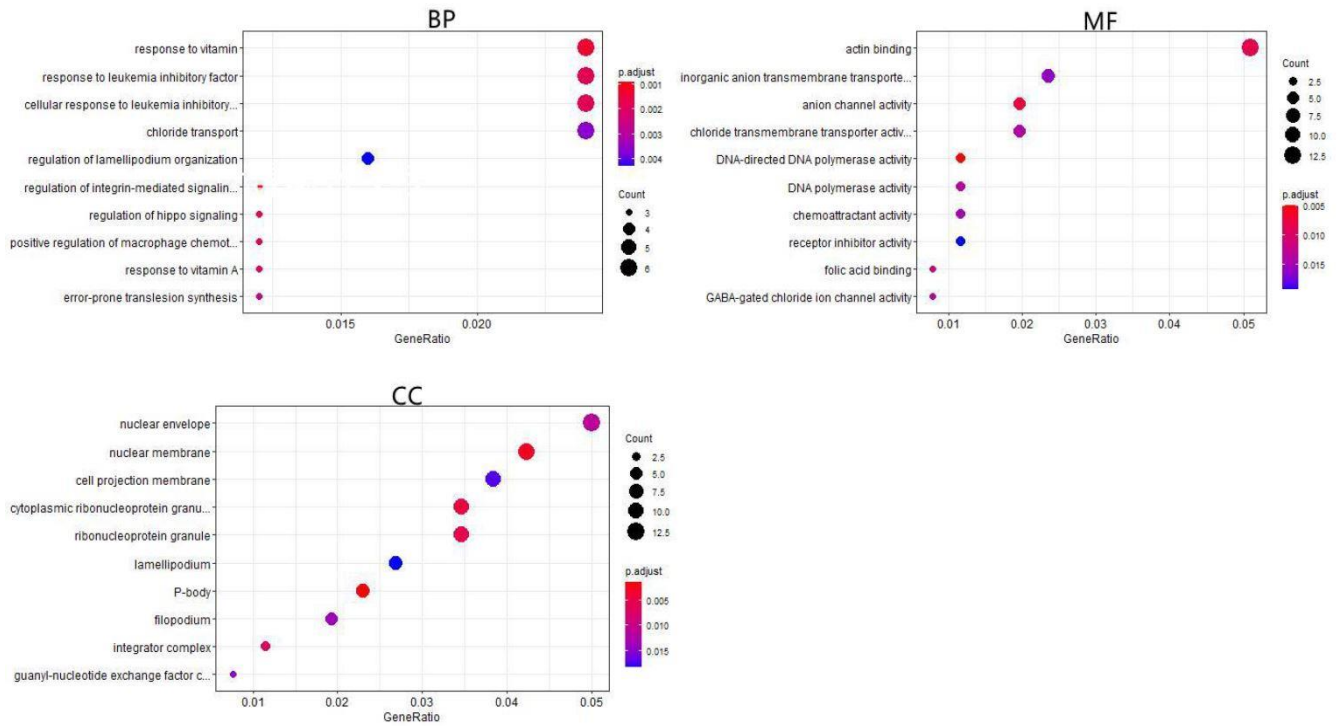 BP
response to vitamin
response to leukemia inhibitory factor
cellular response to leukemia inhibitory...
chloride transport
regulation of lamellipodium organization
regulation of integrin-mediated signalin...
regulation of hippo signaling
positive regulation of macrophage chemot...
response to vitamin A
error-prone translesion synthesis
0.015
0.020
GeneRatio
p.adjust
0.001
0.002
0.003
0.004
Count
3
4
5
6
MF
actin binding
inorganic anion transmembrane transporte...
anion channel activity
chloride transmembrane transporter activ...
DNA-directed DNA polymerase activity
DNA polymerase activity
chemoattractant activity
receptor inhibitor activity
folic acid binding
GABA-gated chloride ion channel activity
0.01
0.02
0.03
0.04
0.05
GeneRatio
Count
2.5
5.0
7.5
10.0
12.5
p.adjust
0.005
0.010
0.015
CC
nuclear envelope
nuclear membrane
cell projection membrane
cytoplasmic ribonucleoprotein granu...
ribonucleoprotein granule
lamellipodium
P-body
filopodium
integrator complex
guanyl-nucleotide exchange factor c...
0.01
0.02
0.03
0.04
0.05
GeneRatio
Count
2.5
5.0
7.5
10.0
12.5
p.adjust
0.005
0.010
0.015